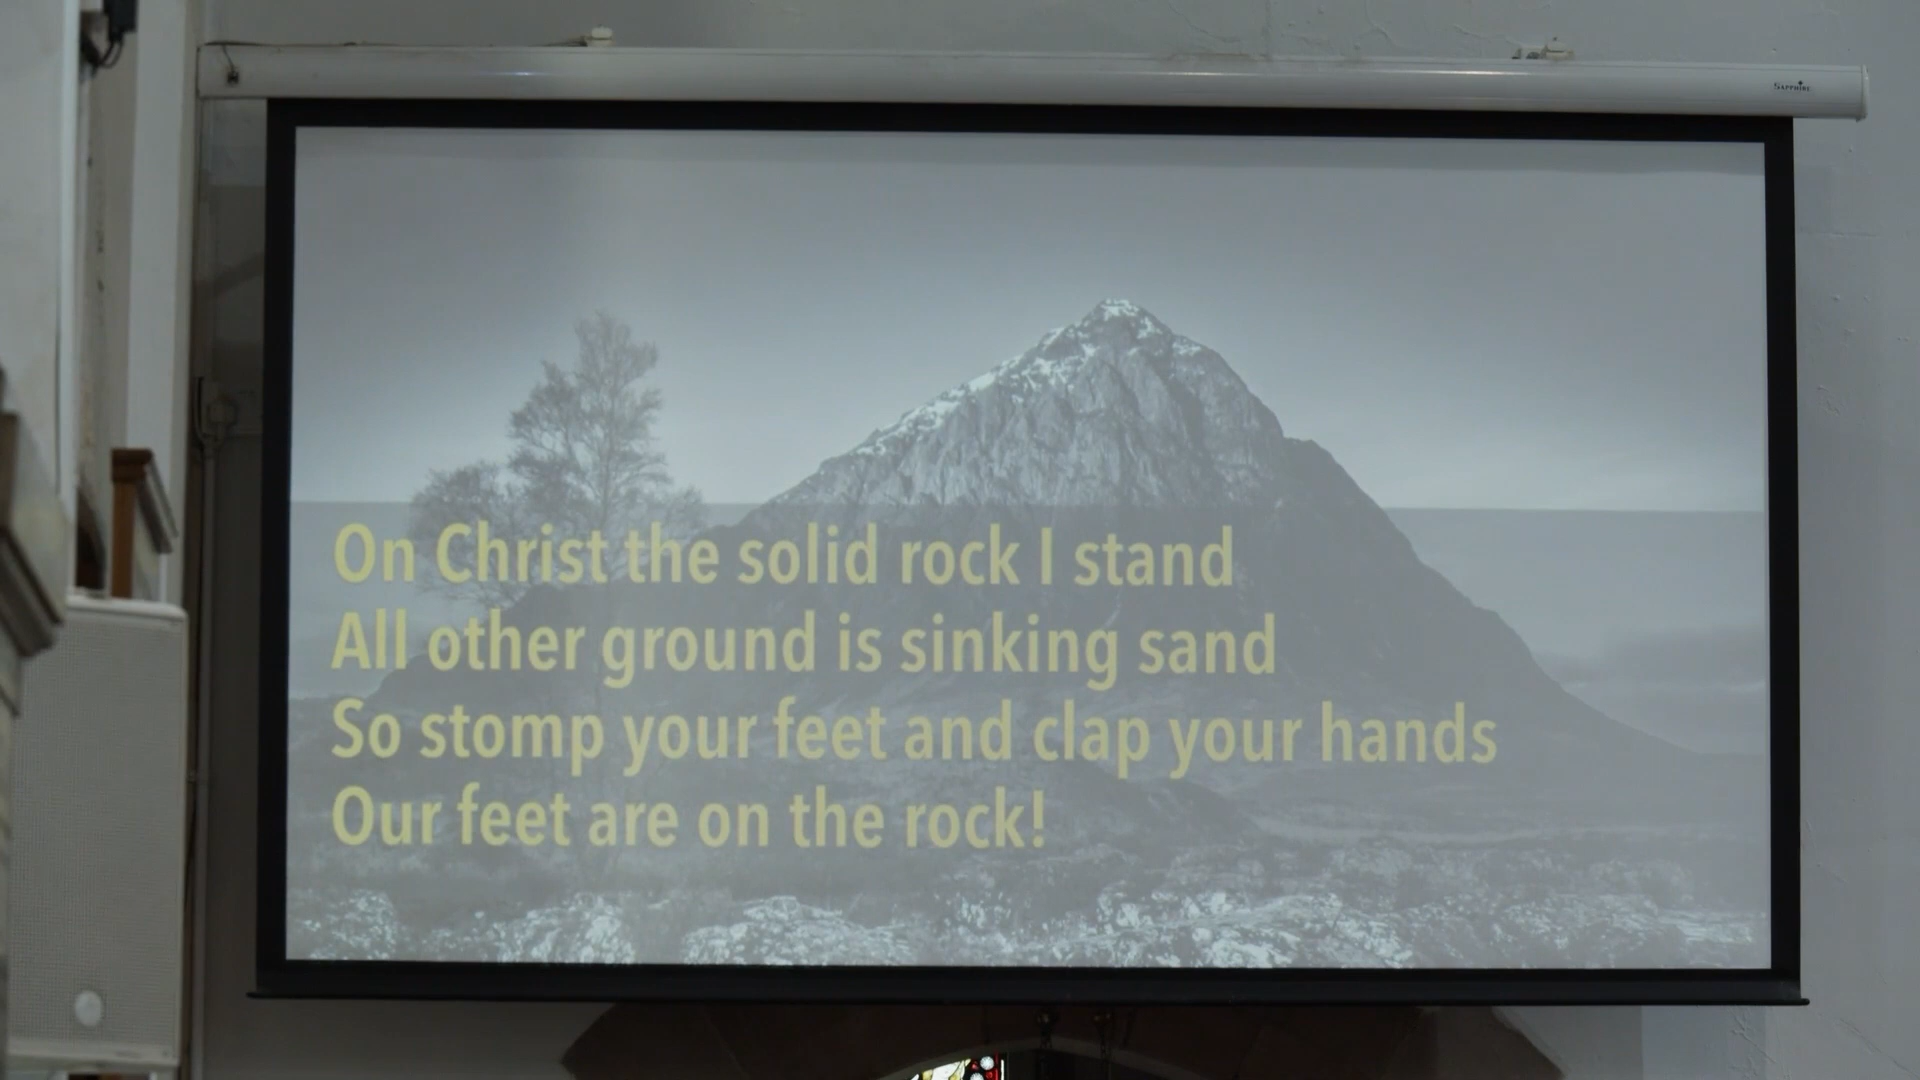 SAPPHIRE
On Christ the solid rock I stand
All other ground is sinking sand
So stomp your feet and clap your hands
Our feet are on the rock!